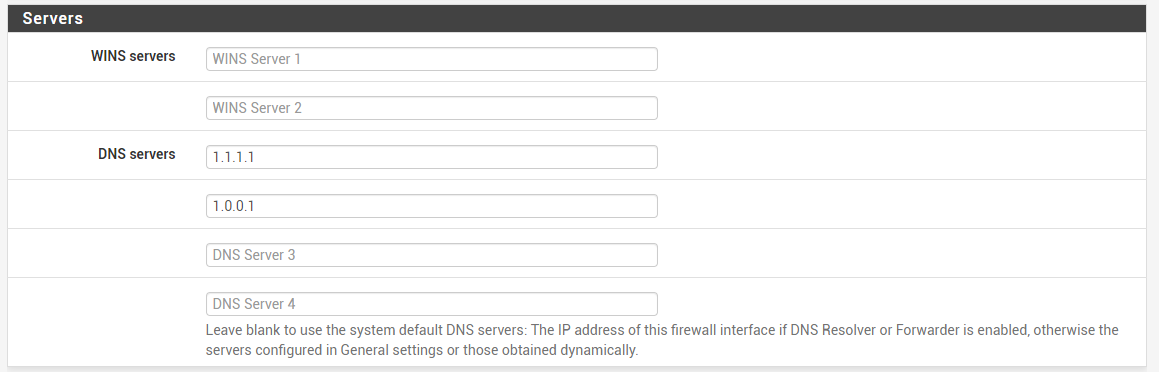 Servers
WINS servers
WINS Server 1
WINS Server 2
DNS servers
1.1.1.1
1.0.0.1
DNS Server 3
DNS Server 4
Leave blank to use the system default DNS servers: The IP address of this firewall interface if DNS Resolver or Forwarder is enabled, otherwise the
servers configured in General settings or those obtained dynamically.